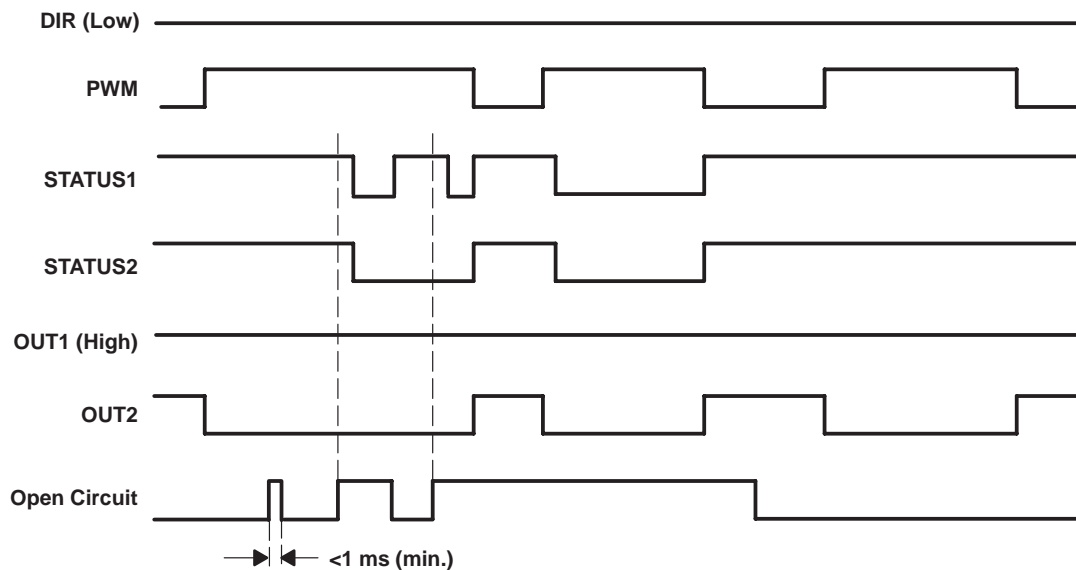 DIR (Low)
PWM
STATUS1
STATUS2
OUT1 (High)
OUT2
Open Circuit
<1 ms (min.)